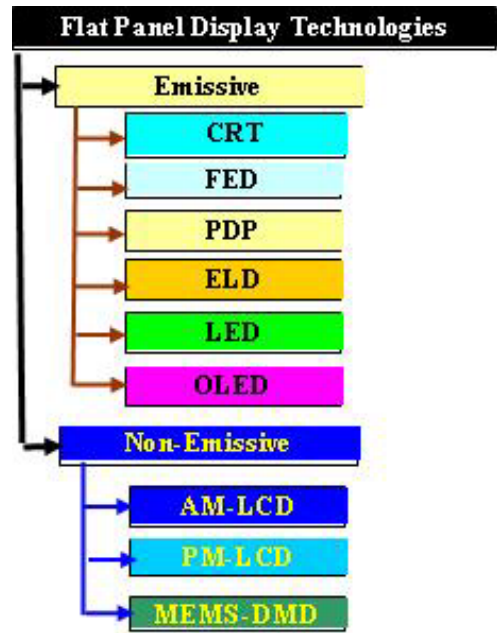 Flat Panel Display Technologies
Emissive
CRT
FED
PDP
ELD
LED
OLED
Non-Emissive
AM-LCD
PM-LCD
MEMS-DMD